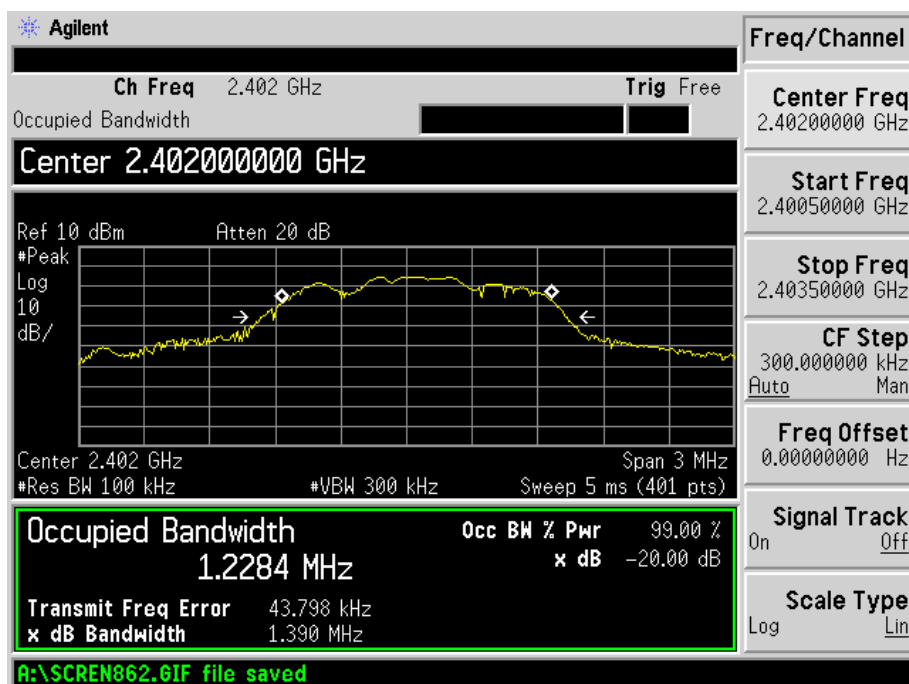 Agilent
Freq/Channel
Ch Freq 2.402 GHz Trig Free
Occupied Bandwidth
Center 2.402000000 GHz
Ref 10 dBm Atten 20 dB
#Peak
Log
10
dB/
Center 2.402 GHz Span 3 MHz
#Res BW 100 kHz #VBW 300 kHz Sweep 5 ms (401 pts)
Occupied Bandwidth Occ BW % Pwr 99.00 %
1.2284 MHz x dB -20.00 dB
Transmit Freq Error 43.798 kHz
x dB Bandwidth 1.390 MHz
A:\SCREN862.GIF file saved
Center Freq
2.40200000 GHz
Start Freq
2.40050000 GHz
Stop Freq
2.40350000 GHz
CF Step
300.000000 kHz
Auto Man
Freq Offset
0.00000000 Hz
Signal Track
On Off
Scale Type
Log Lin